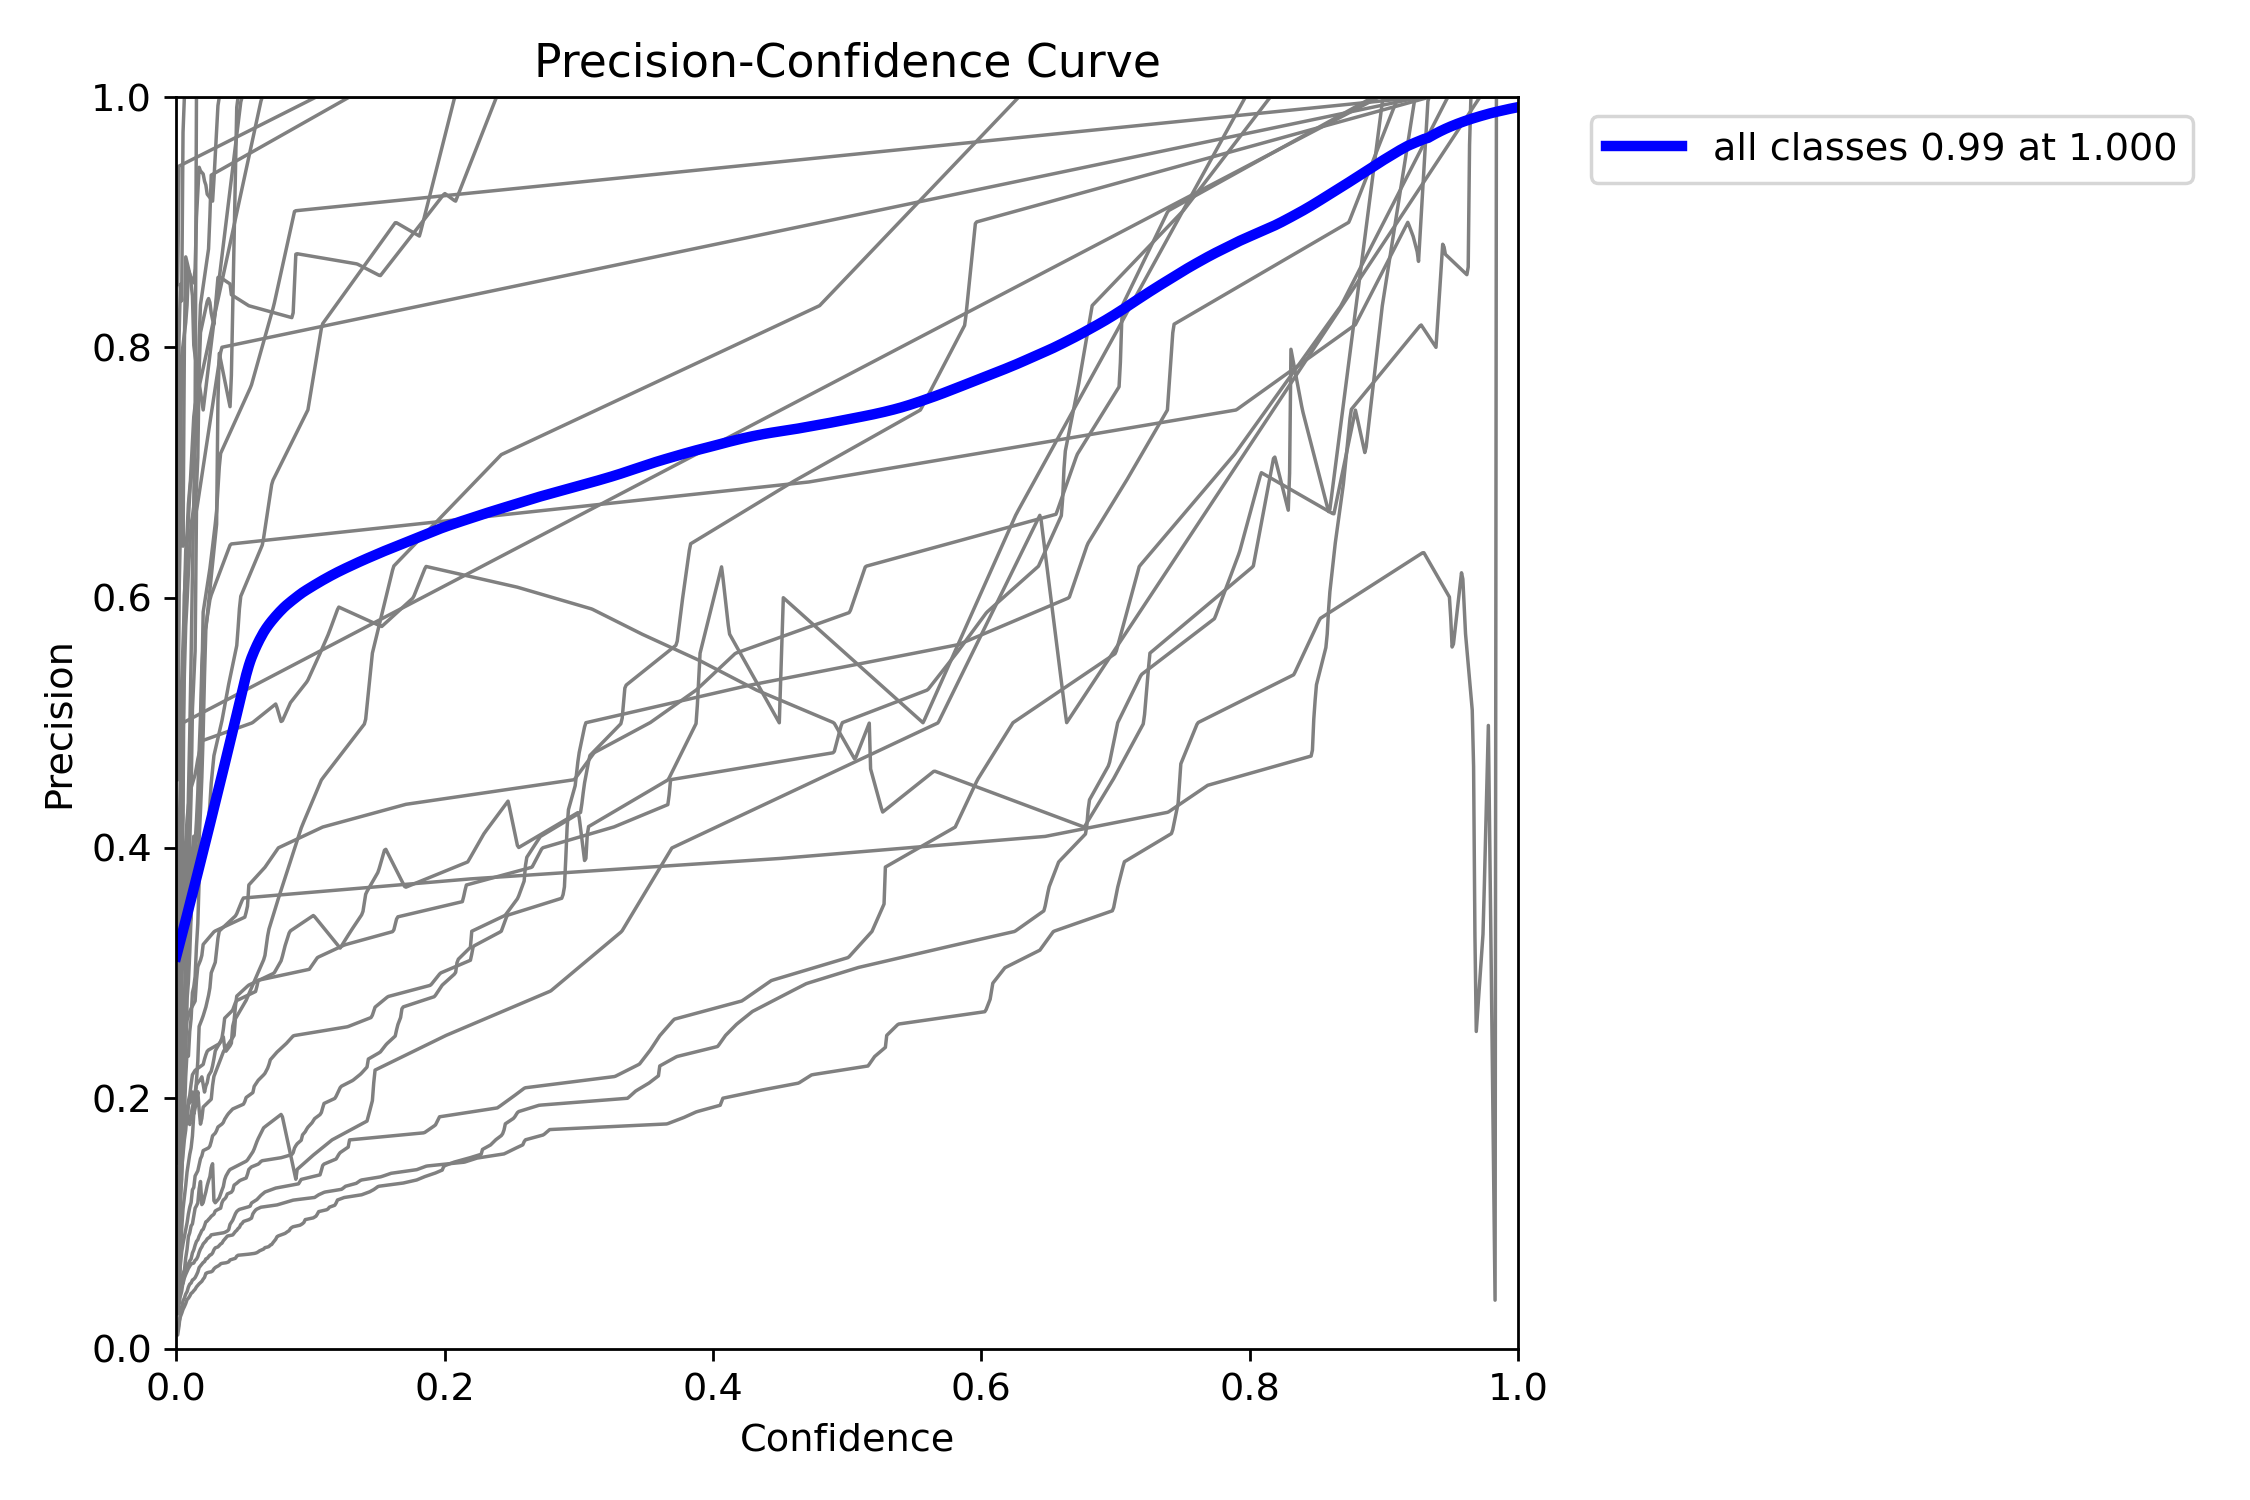 Precision-Confidence Curve
all classes 0.99 at 1.000
1.0
0.8
0.6
0.4
0.2
0.0
Precision
0.0 0.2 0.4 0.6 0.8 1.0
Confidence